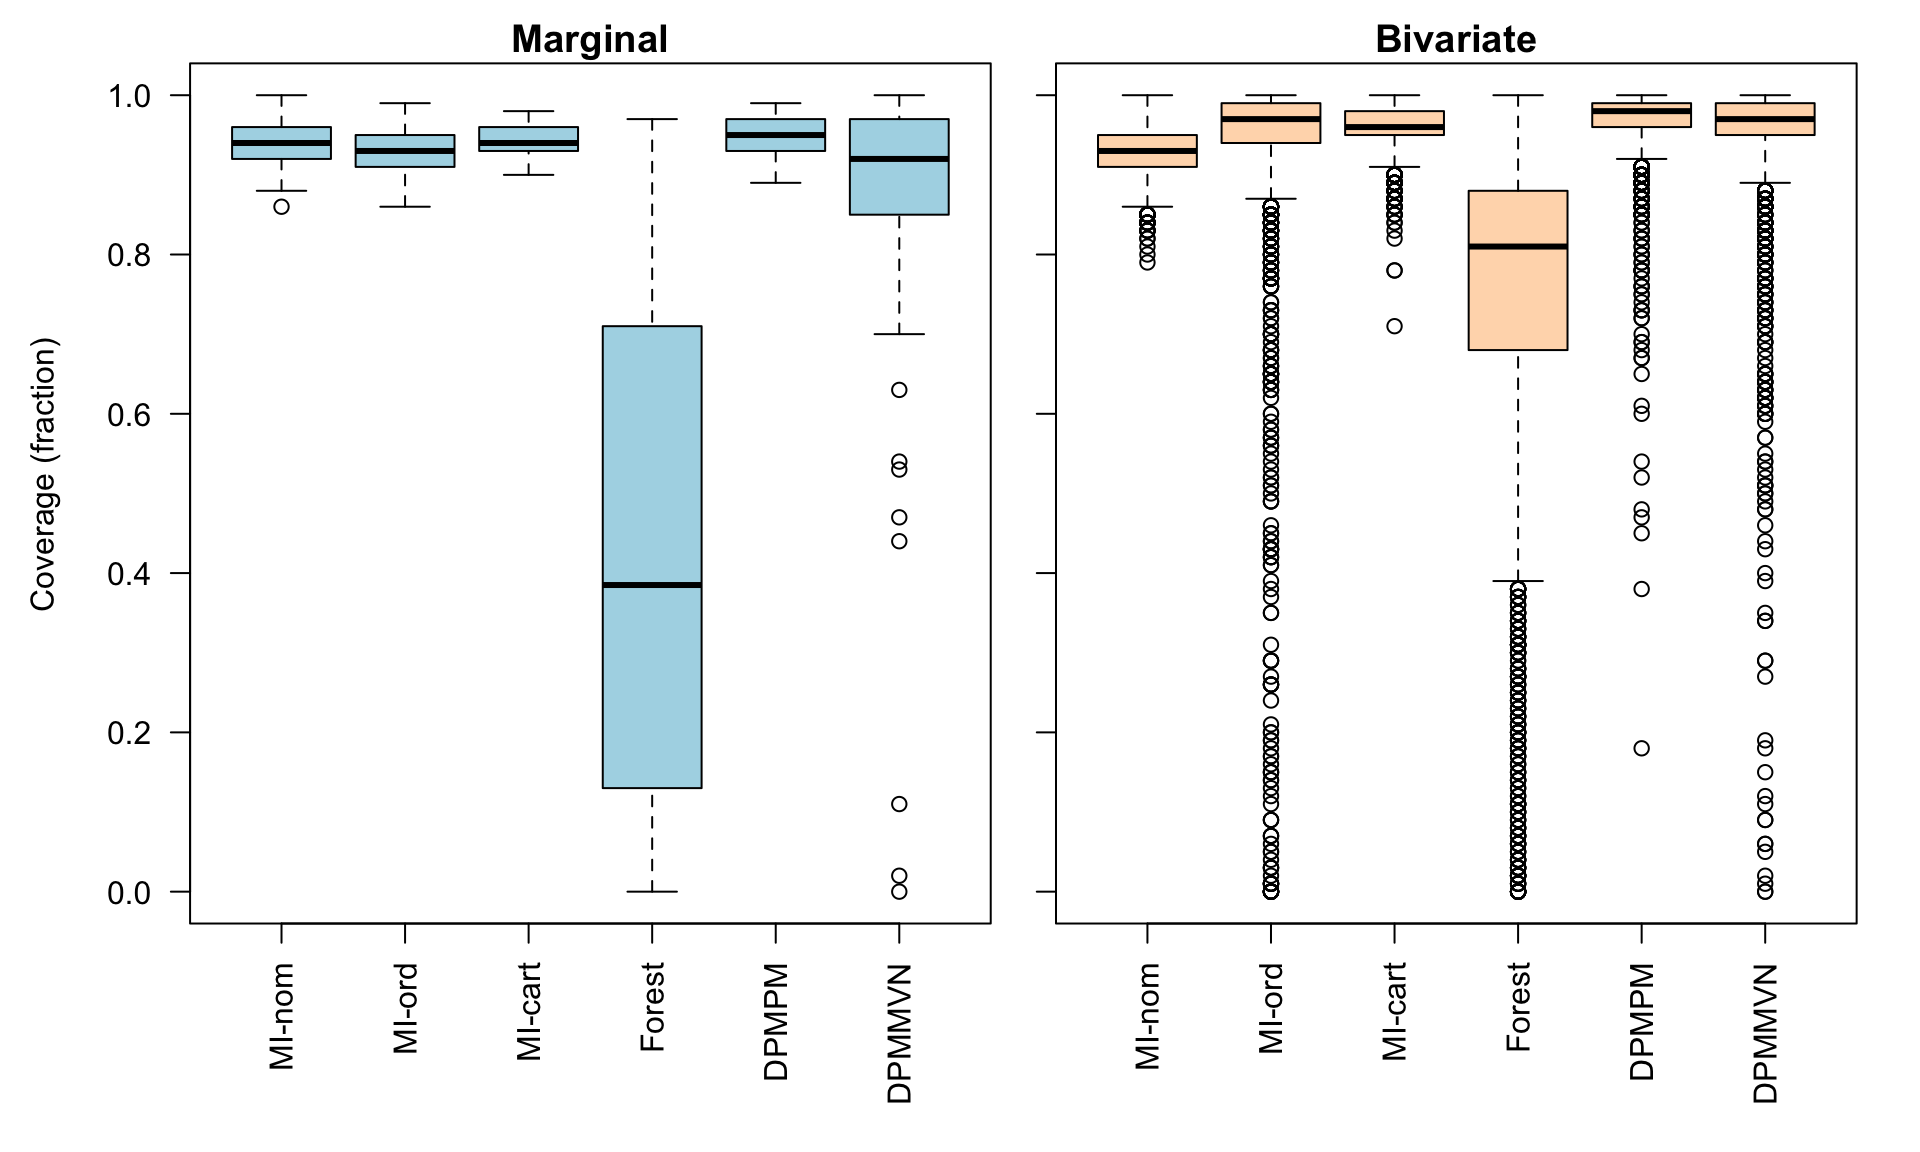 Marginal
Bivariate
Coverage (fraction)
1.0
0.8
0.6
0.4
0.2
0.0
MI-nom
MI-ord
MI-cart
Forest
DPMPM
DPMMVN
MI-nom
MI-ord
MI-cart
Forest
DPMPM
DPMMVN